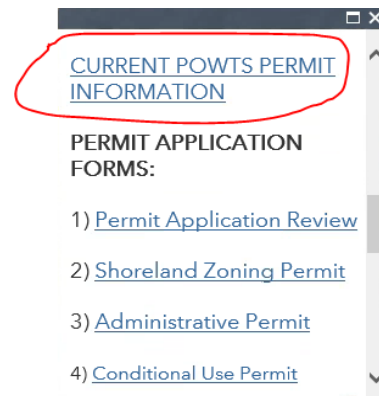 CURRENT POWTS PERMIT
INFORMATION
PERMIT APPLICATION
FORMS:
1) Permit Application Review
2) Shoreland Zoning Permit
3) Administrative Permit
4) Conditional Use Permit